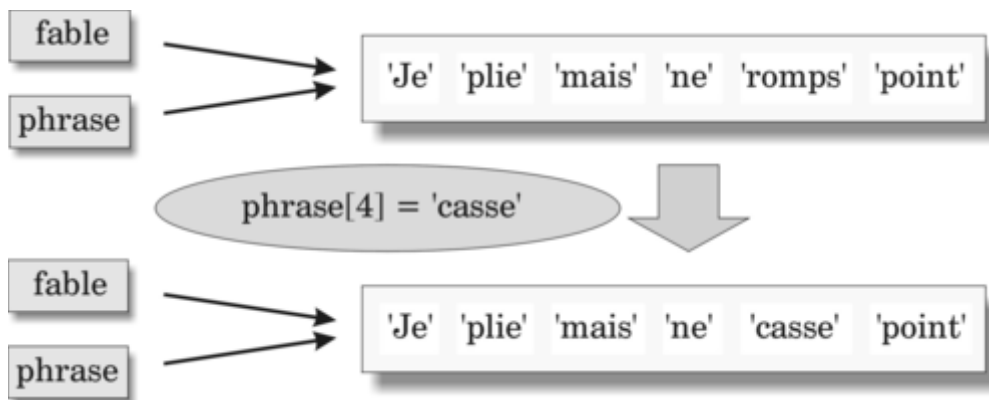 fable
'Je' 'plie' 'mais' 'ne' 'romps' 'point'
phrase
phrase[4] = 'casse'
fable
'Je' 'plie' 'mais' 'ne' 'casse' 'point'
phrase